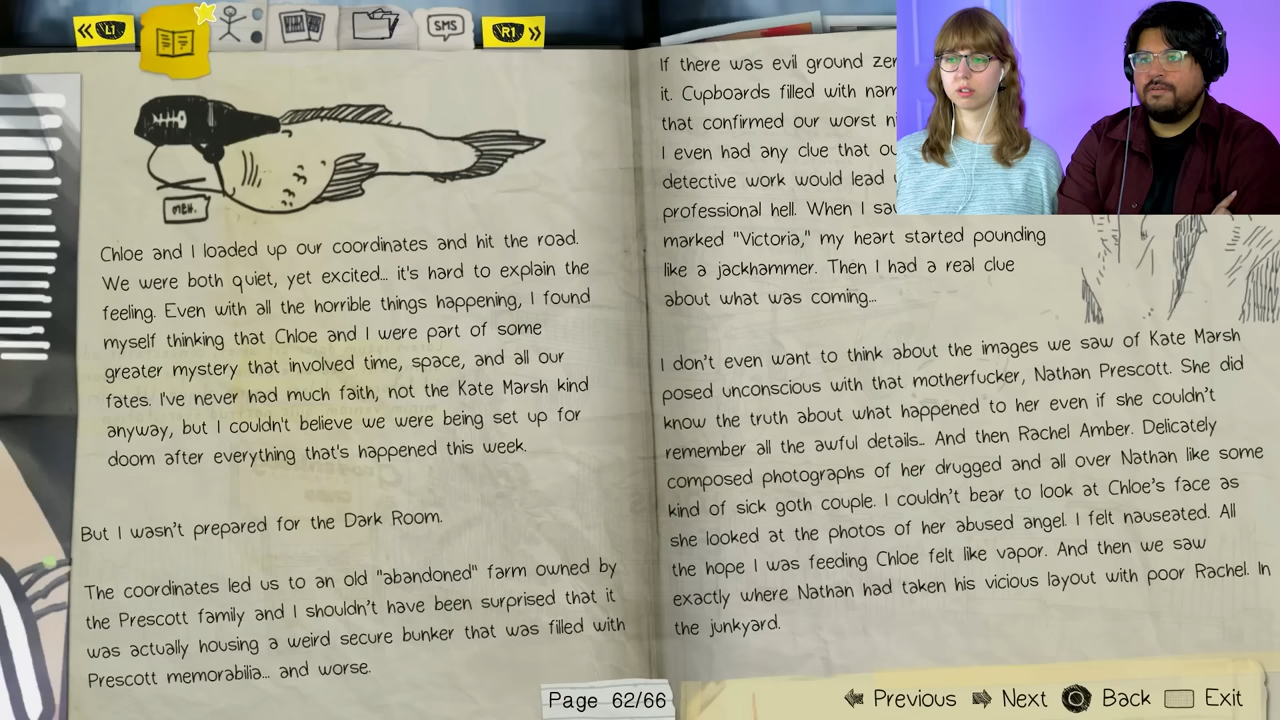 L1
SMS
R1
MEH.
Chloe and I loaded up our coordinates and hit the road.
We were both quiet, yet excited... it's hard to explain the
feeling. Even with all the horrible things happening, I found
myself thinking that Chloe and I were part of some
greater mystery that involved time, space, and all our
fates. I've never had much faith, not the Kate Marsh kind
anyway, but I couldn't believe we were being set up for
doom after everything that's happened this week.
But I wasn't prepared for the Dark Room.
The coordinates led us to an old "abandoned" farm owned by
the Prescott family and I shouldn't have been surprised that it
was actually housing a weird secure bunker that was filled with
Prescott memorabilia... and worse.
If there was evil ground
it. Cupboards filled with
that confirmed our worst
I even had any clue that
detective work would lead
professional hell. When I
marked "Victoria," my heart started pounding
like a jackhammer. Then I had a real clue
about what was coming...
I don't even want to think about the images we saw of Kate Marsh
posed unconscious with that motherfucker, Nathan Prescott. She did
know the truth about what happened to her even if she couldn't
remember all the awful details... And then Rachel Amber. Delicately
composed photographs of her drugged and all over Nathan like some
kind of sick goth couple. I couldn't bear to look at Chloe's face as
she looked at the photos of her abused angel. I felt nauseated. All
the hope I was feeding Chloe felt like vapor. And then we saw
exactly where Nathan had taken his vicious layout with poor Rachel. In
the junkyard.
Page 62/66
Previous Next Back Exit